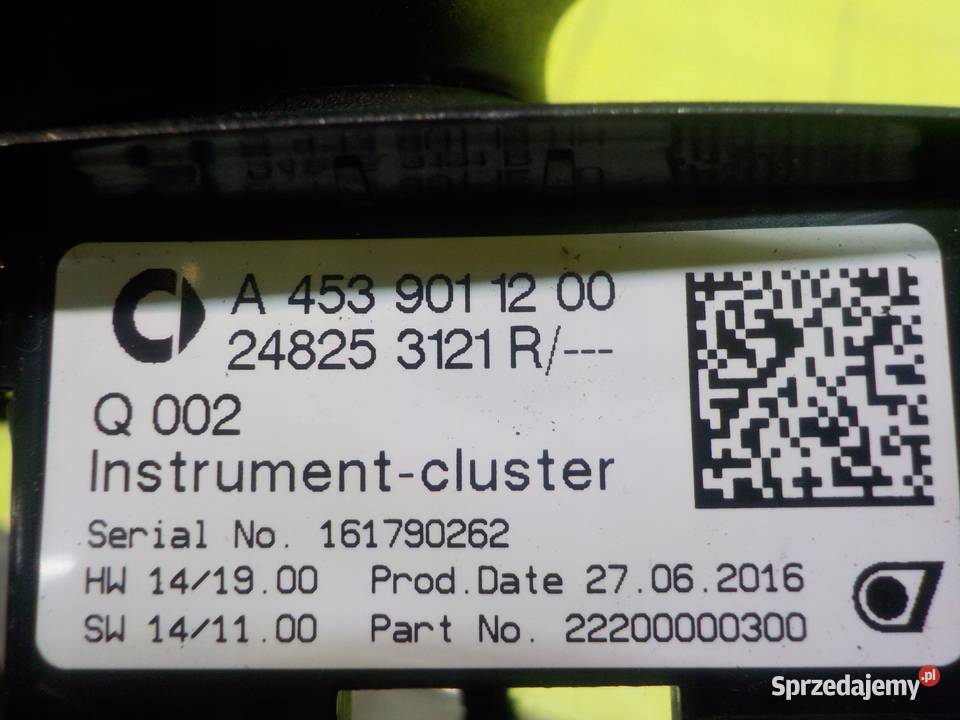 A 453 901 12 00
24825 3121 R/---
Q 002
Instrument-cluster
Serial No. 161790262
HW 14/19.00 Prod.Date 27.06.2016
SW 14/11.00 Part No. 22200000300
Sprzedajemy.pl